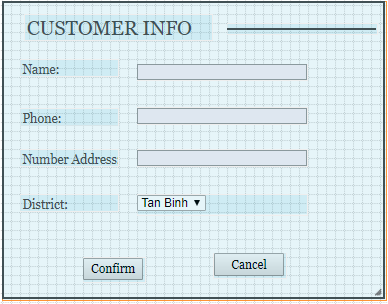 CUSTOMER INFO
Name:
Phone:
Number Address
District: Tan Binh
Confirm Cancel